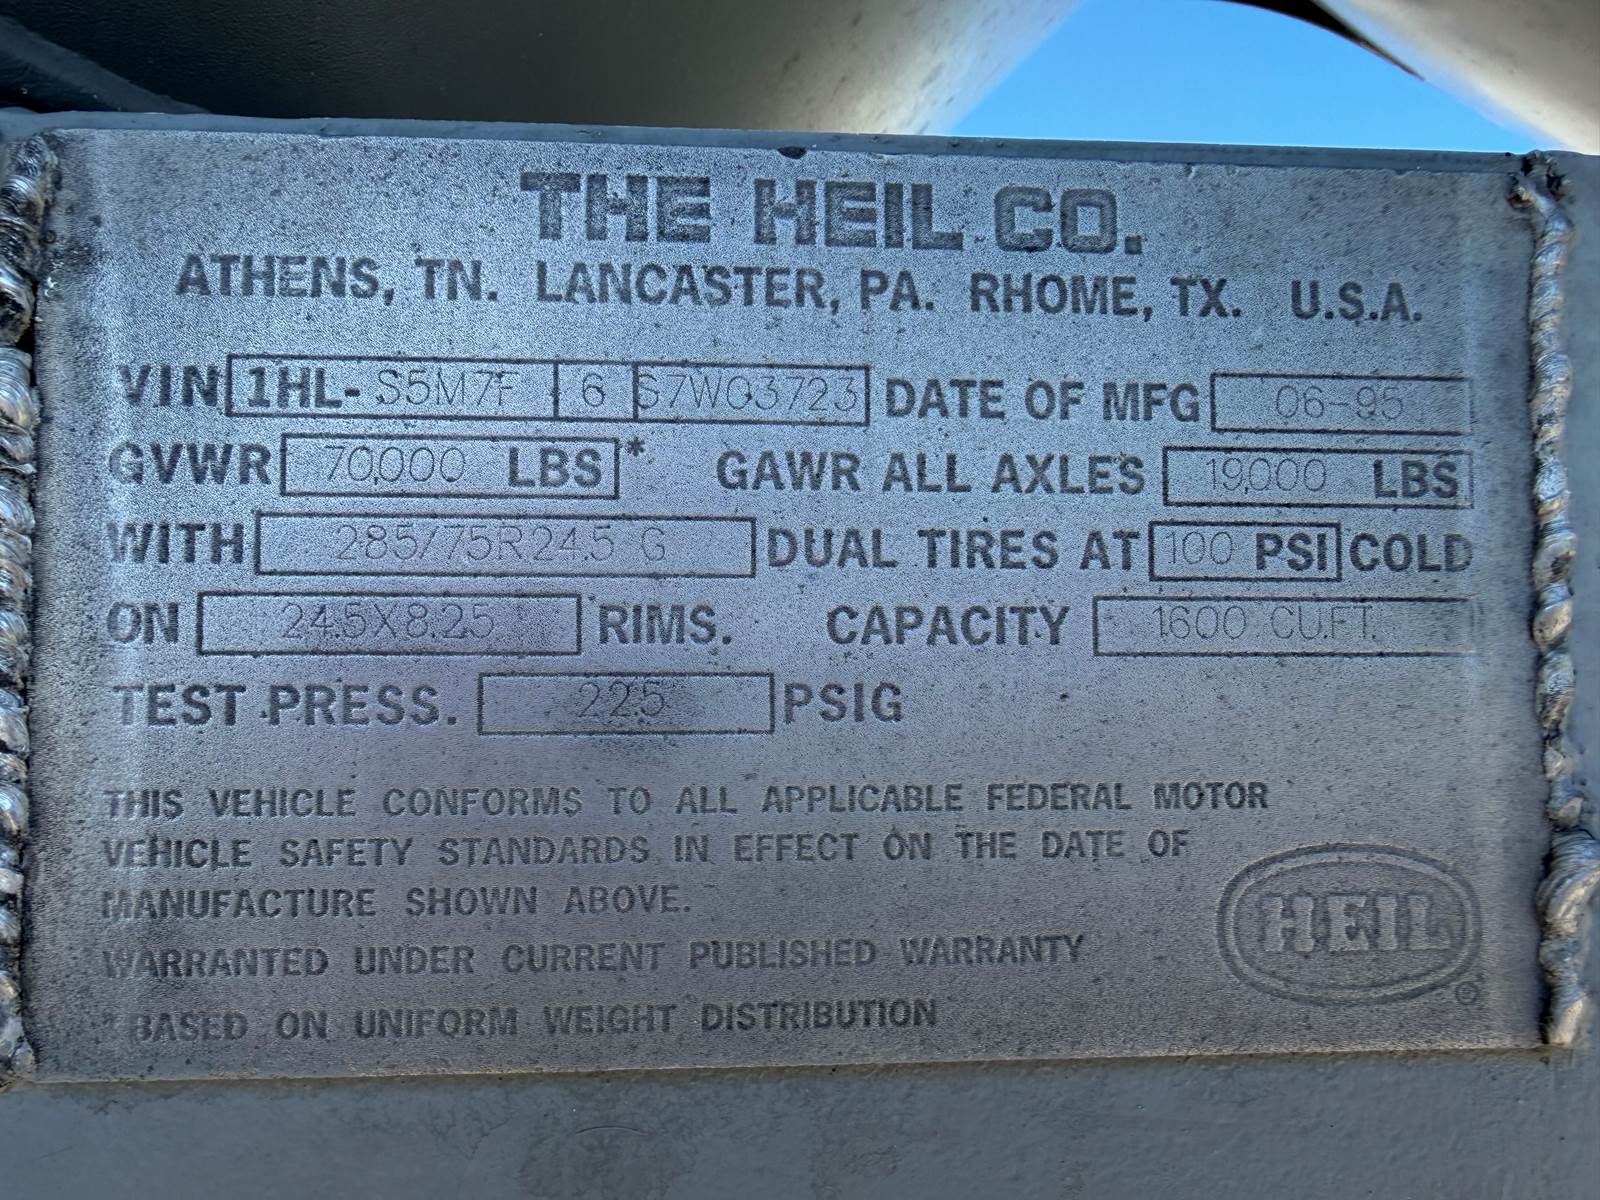 THE HEIL CO.
ATHENS, TN. LANCASTER, PA. RHOME, TX. U.S.A.
VIN 1HL- S5M7F 6 S7W03723 DATE OF MFG 06-95
GVWR 70,000 LBS* GAWR ALL AXLES 19,000 LBS
WITH 285/75R24.5 G DUAL TIRES AT 100 PSI COLD
ON 24.5X8.25 RIMS. CAPACITY 1600 CU.FT.
TEST PRESS. 22.5 PSIG
THIS VEHICLE CONFORMS TO ALL APPLICABLE FEDERAL MOTOR
VEHICLE SAFETY STANDARDS IN EFFECT ON THE DATE OF
MANUFACTURE SHOWN ABOVE.
WARRANTED UNDER CURRENT PUBLISHED WARRANTY
* BASED ON UNIFORM WEIGHT DISTRIBUTION
HEIL ®